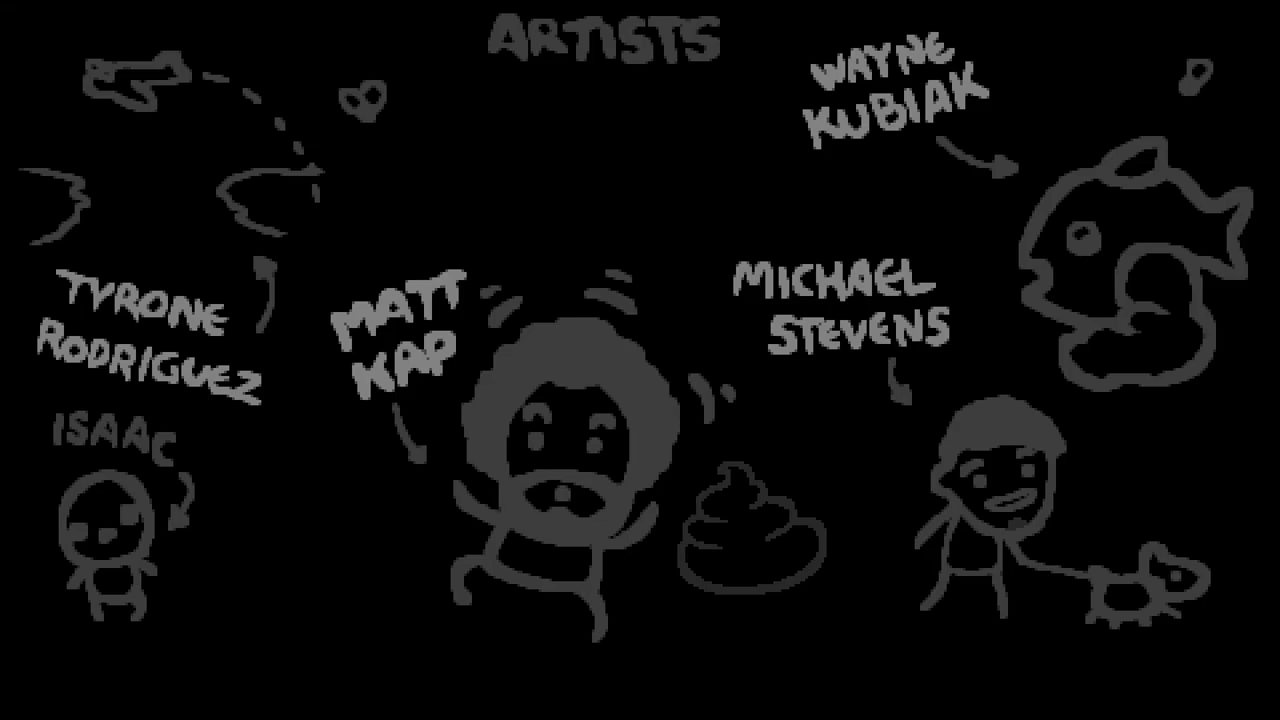 ARTISTS
WAYNE
KUBIAK
TYRONE
RODRIGUEZ
MATT
KAP
MICHAEL
STEVENS
ISAAC